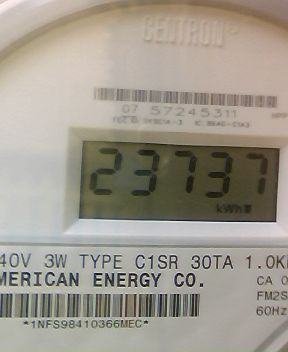 CENTRON
07 57245311
23737
kWh
40V 3W TYPE C1SR 30TA 1.0K
MERICAN ENERGY CO.
CA 0
FM2S
60Hz
*1NFS98410366MEC*